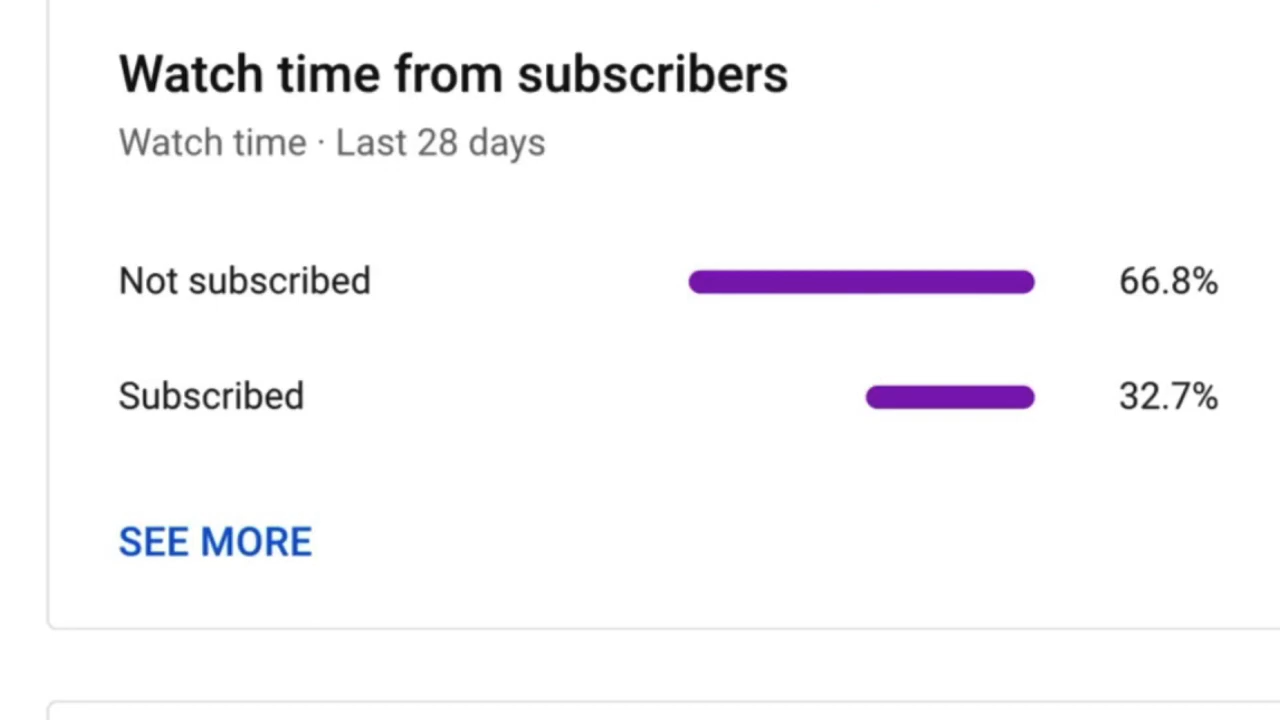 Watch time from subscribers
Watch time · Last 28 days
Not subscribed 66.8%
Subscribed 32.7%
SEE MORE